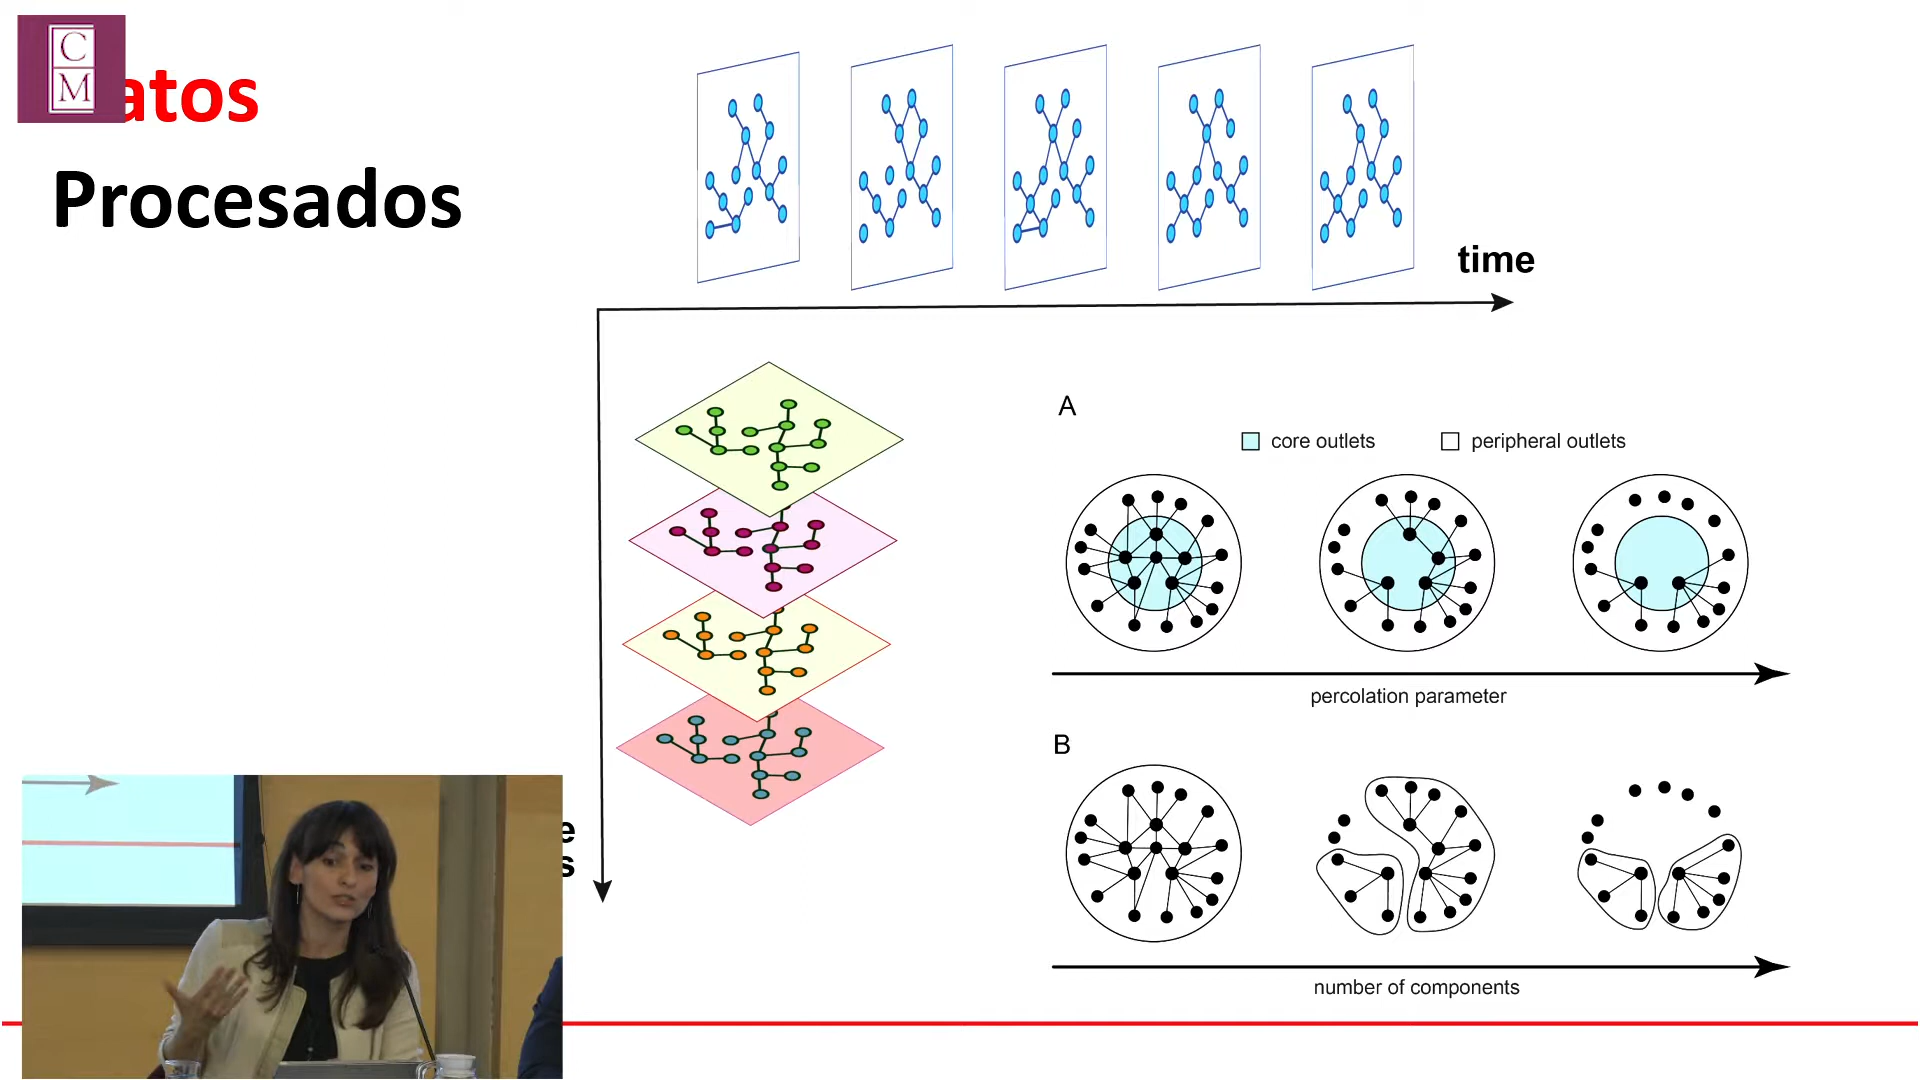 C
M
atos
Procesados
time
A
core outlets
peripheral outlets
percolation parameter
B
number of components
e
s